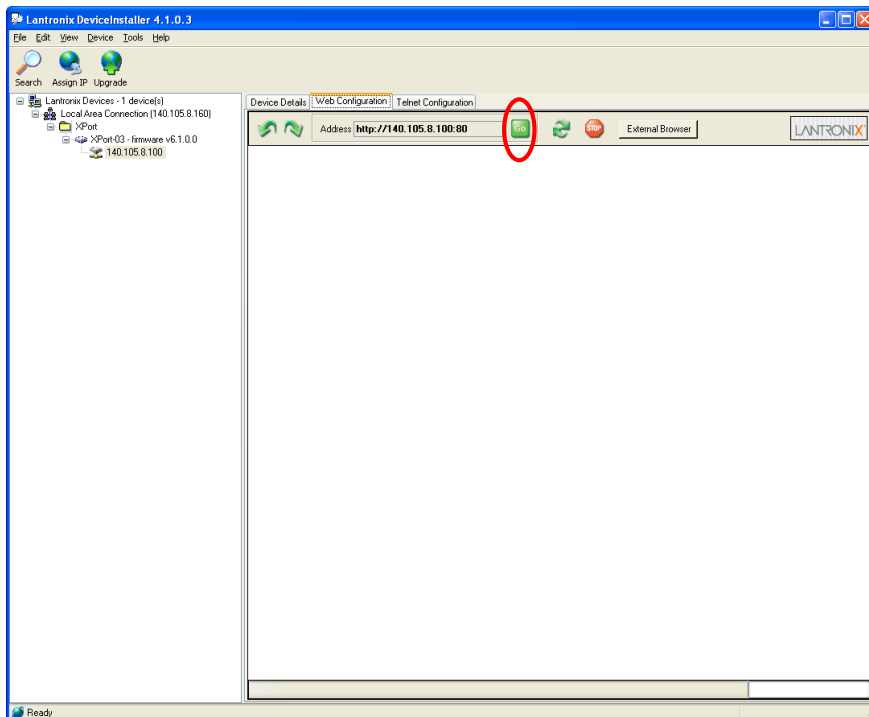 Lantronix DeviceInstaller 4.1.0.3
File Edit View Device Tools Help
Search Assign IP Upgrade
Lantronix Devices - 1 device(s)
Local Area Connection (140.105.8.160)
XPort
XPort-03 - firmware v6.1.0.0
140.105.8.100
Device Details Web Configuration Telnet Configuration
Address http://140.105.8.100:80 Go STOP External Browser LANTRONIX
Ready